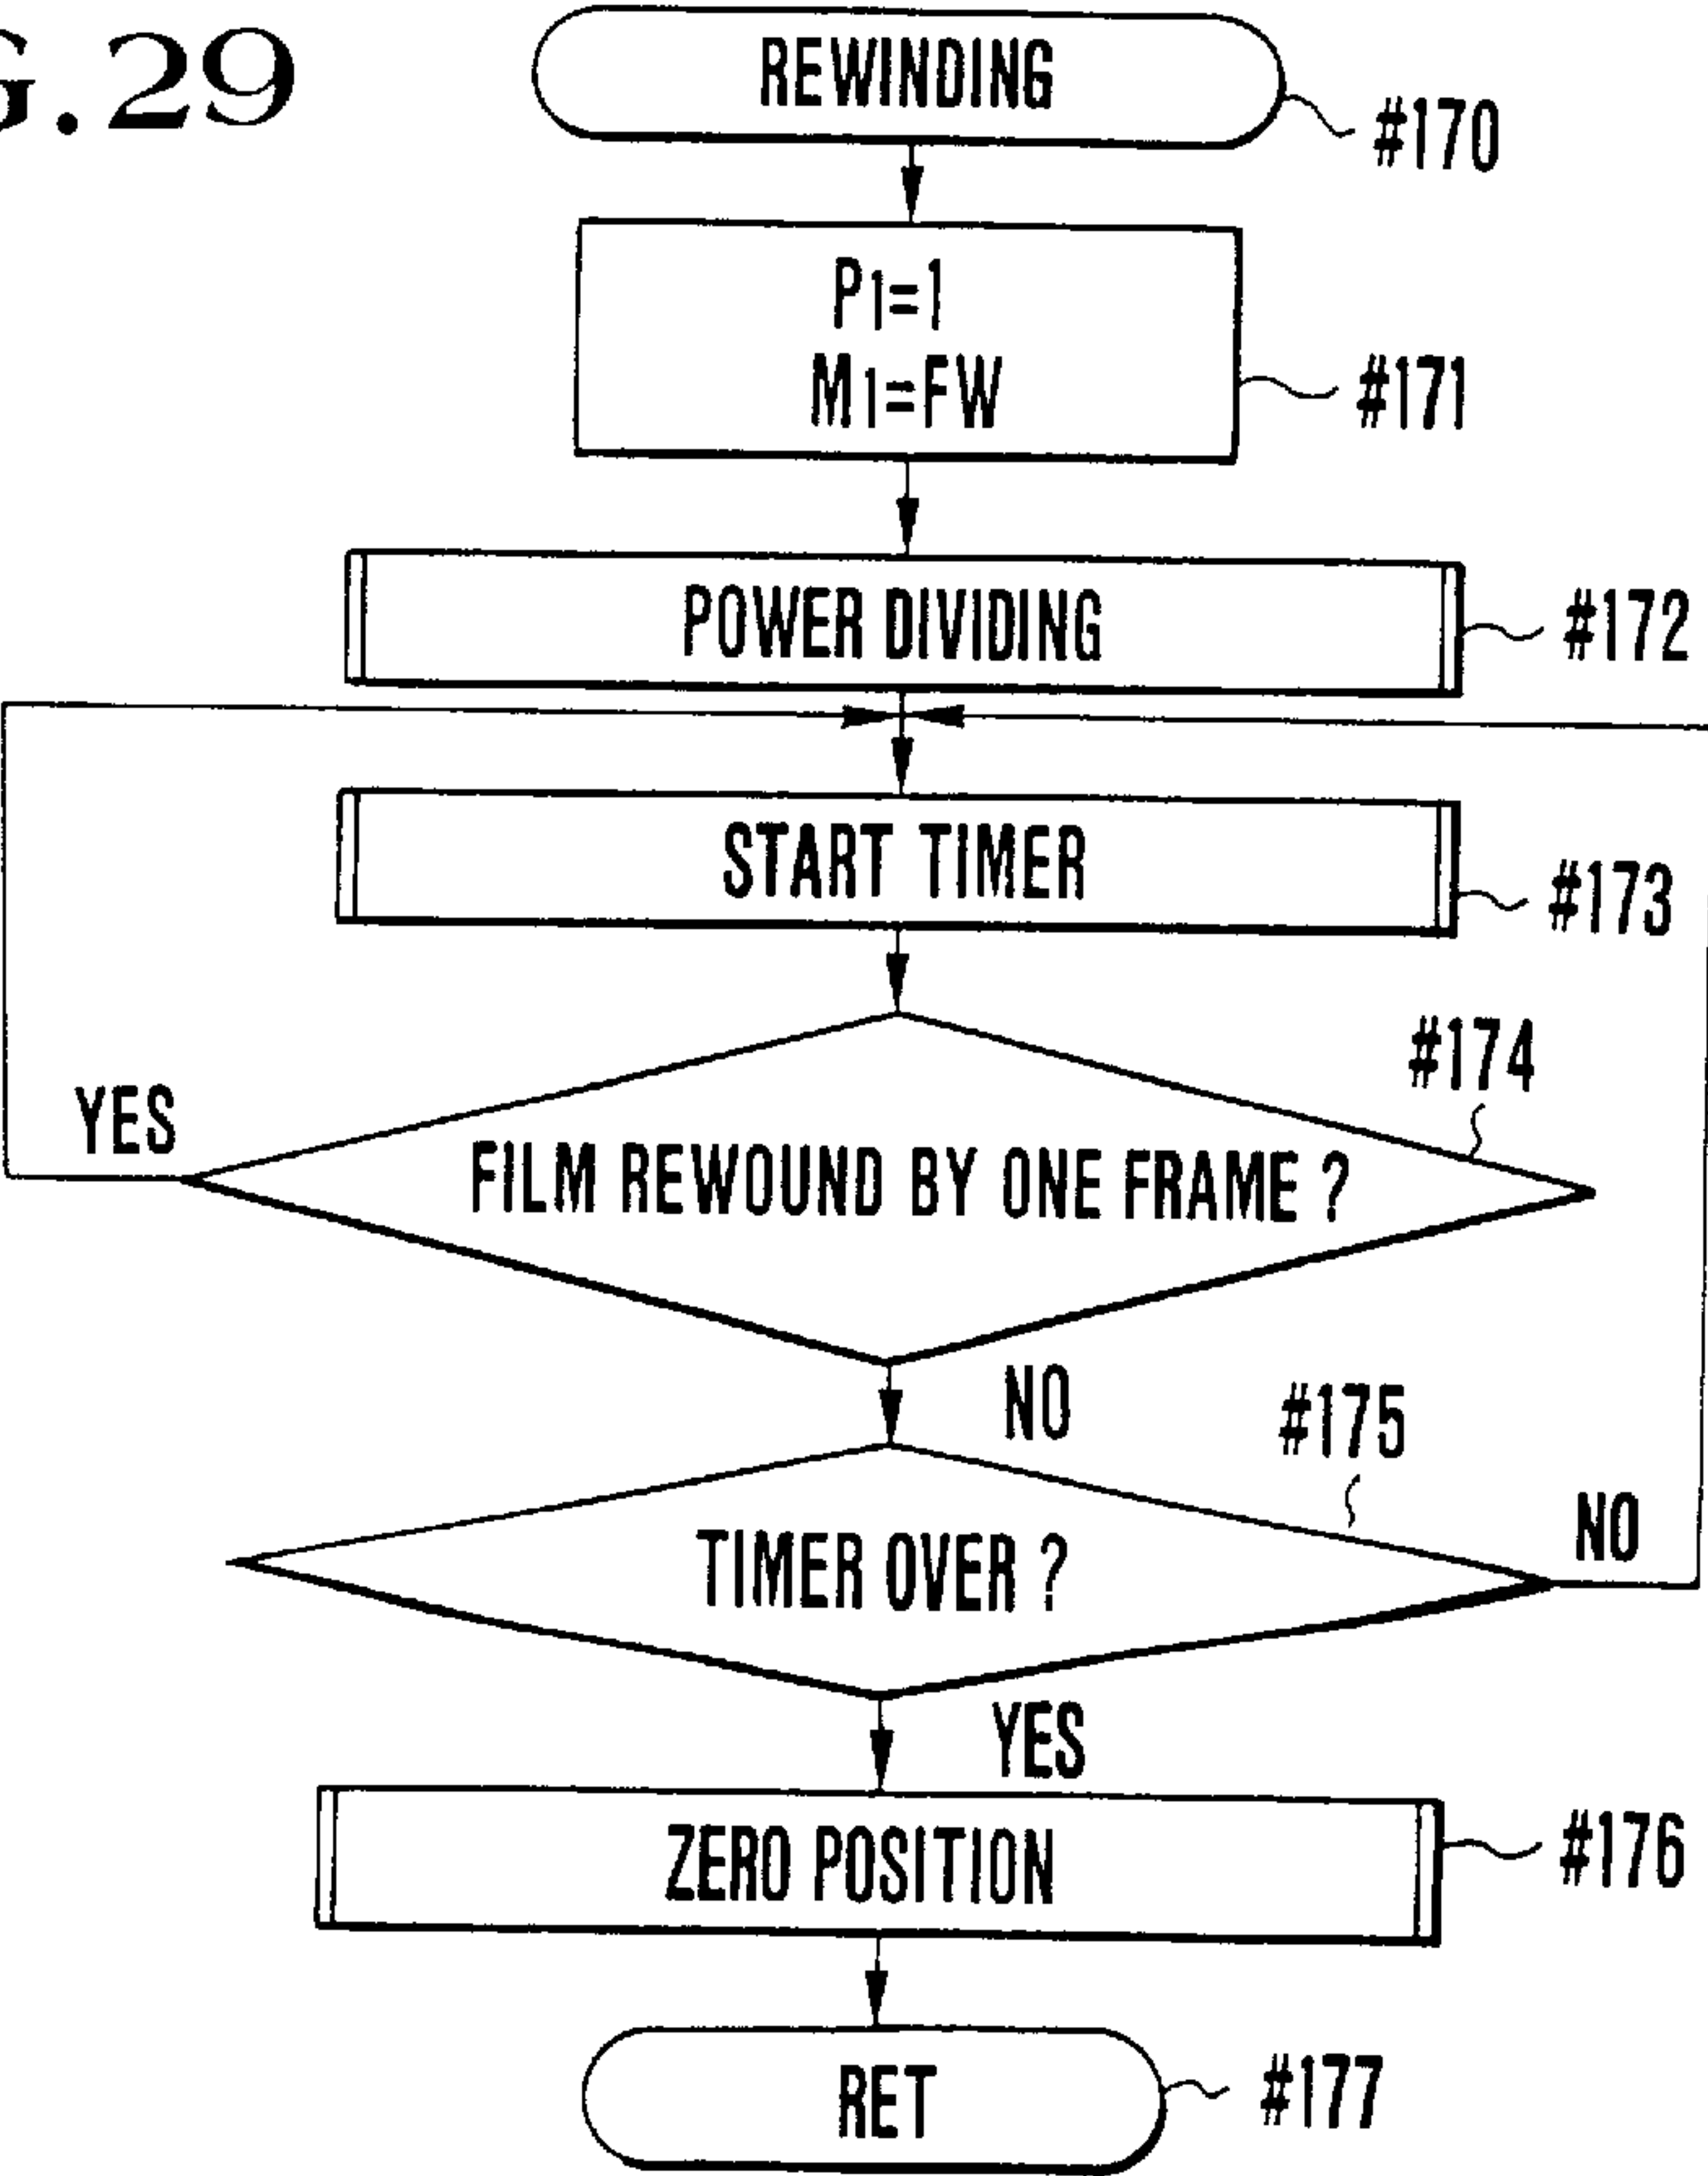 G.29
REWINDING
#170
P1=1
M1=FW
#171
POWER DIVIDING
#172
START TIMER
#173
#174
YES
FILM REWOUND BY ONE FRAME ?
NO
#175
NO
TIMER OVER ?
YES
ZERO POSITION
#176
RET
#177